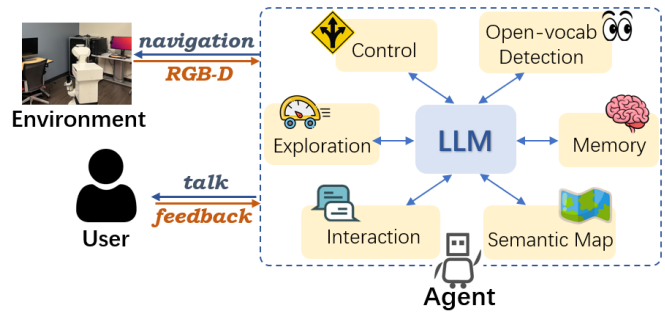 navigation
RGB-D
Environment
talk
feedback
User
Control
Open-vocab
Detection
Exploration
LLM
Memory
Interaction
Semantic Map
Agent